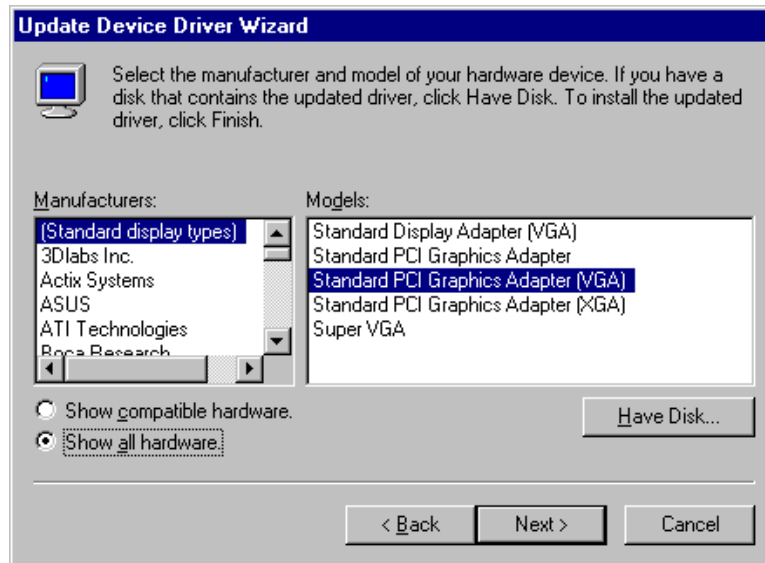 Update Device Driver Wizard
Select the manufacturer and model of your hardware device. If you have a
disk that contains the updated driver, click Have Disk. To install the updated
driver, click Finish.
Manufacturers:
(Standard display types)
3Dlabs Inc.
Actix Systems
ASUS
ATI Technologies
Boca Research
Models:
Standard Display Adapter (VGA)
Standard PCI Graphics Adapter
Standard PCI Graphics Adapter (VGA)
Standard PCI Graphics Adapter (XGA)
Super VGA
Show compatible hardware.
Show all hardware.
Have Disk...
< Back
Next >
Cancel